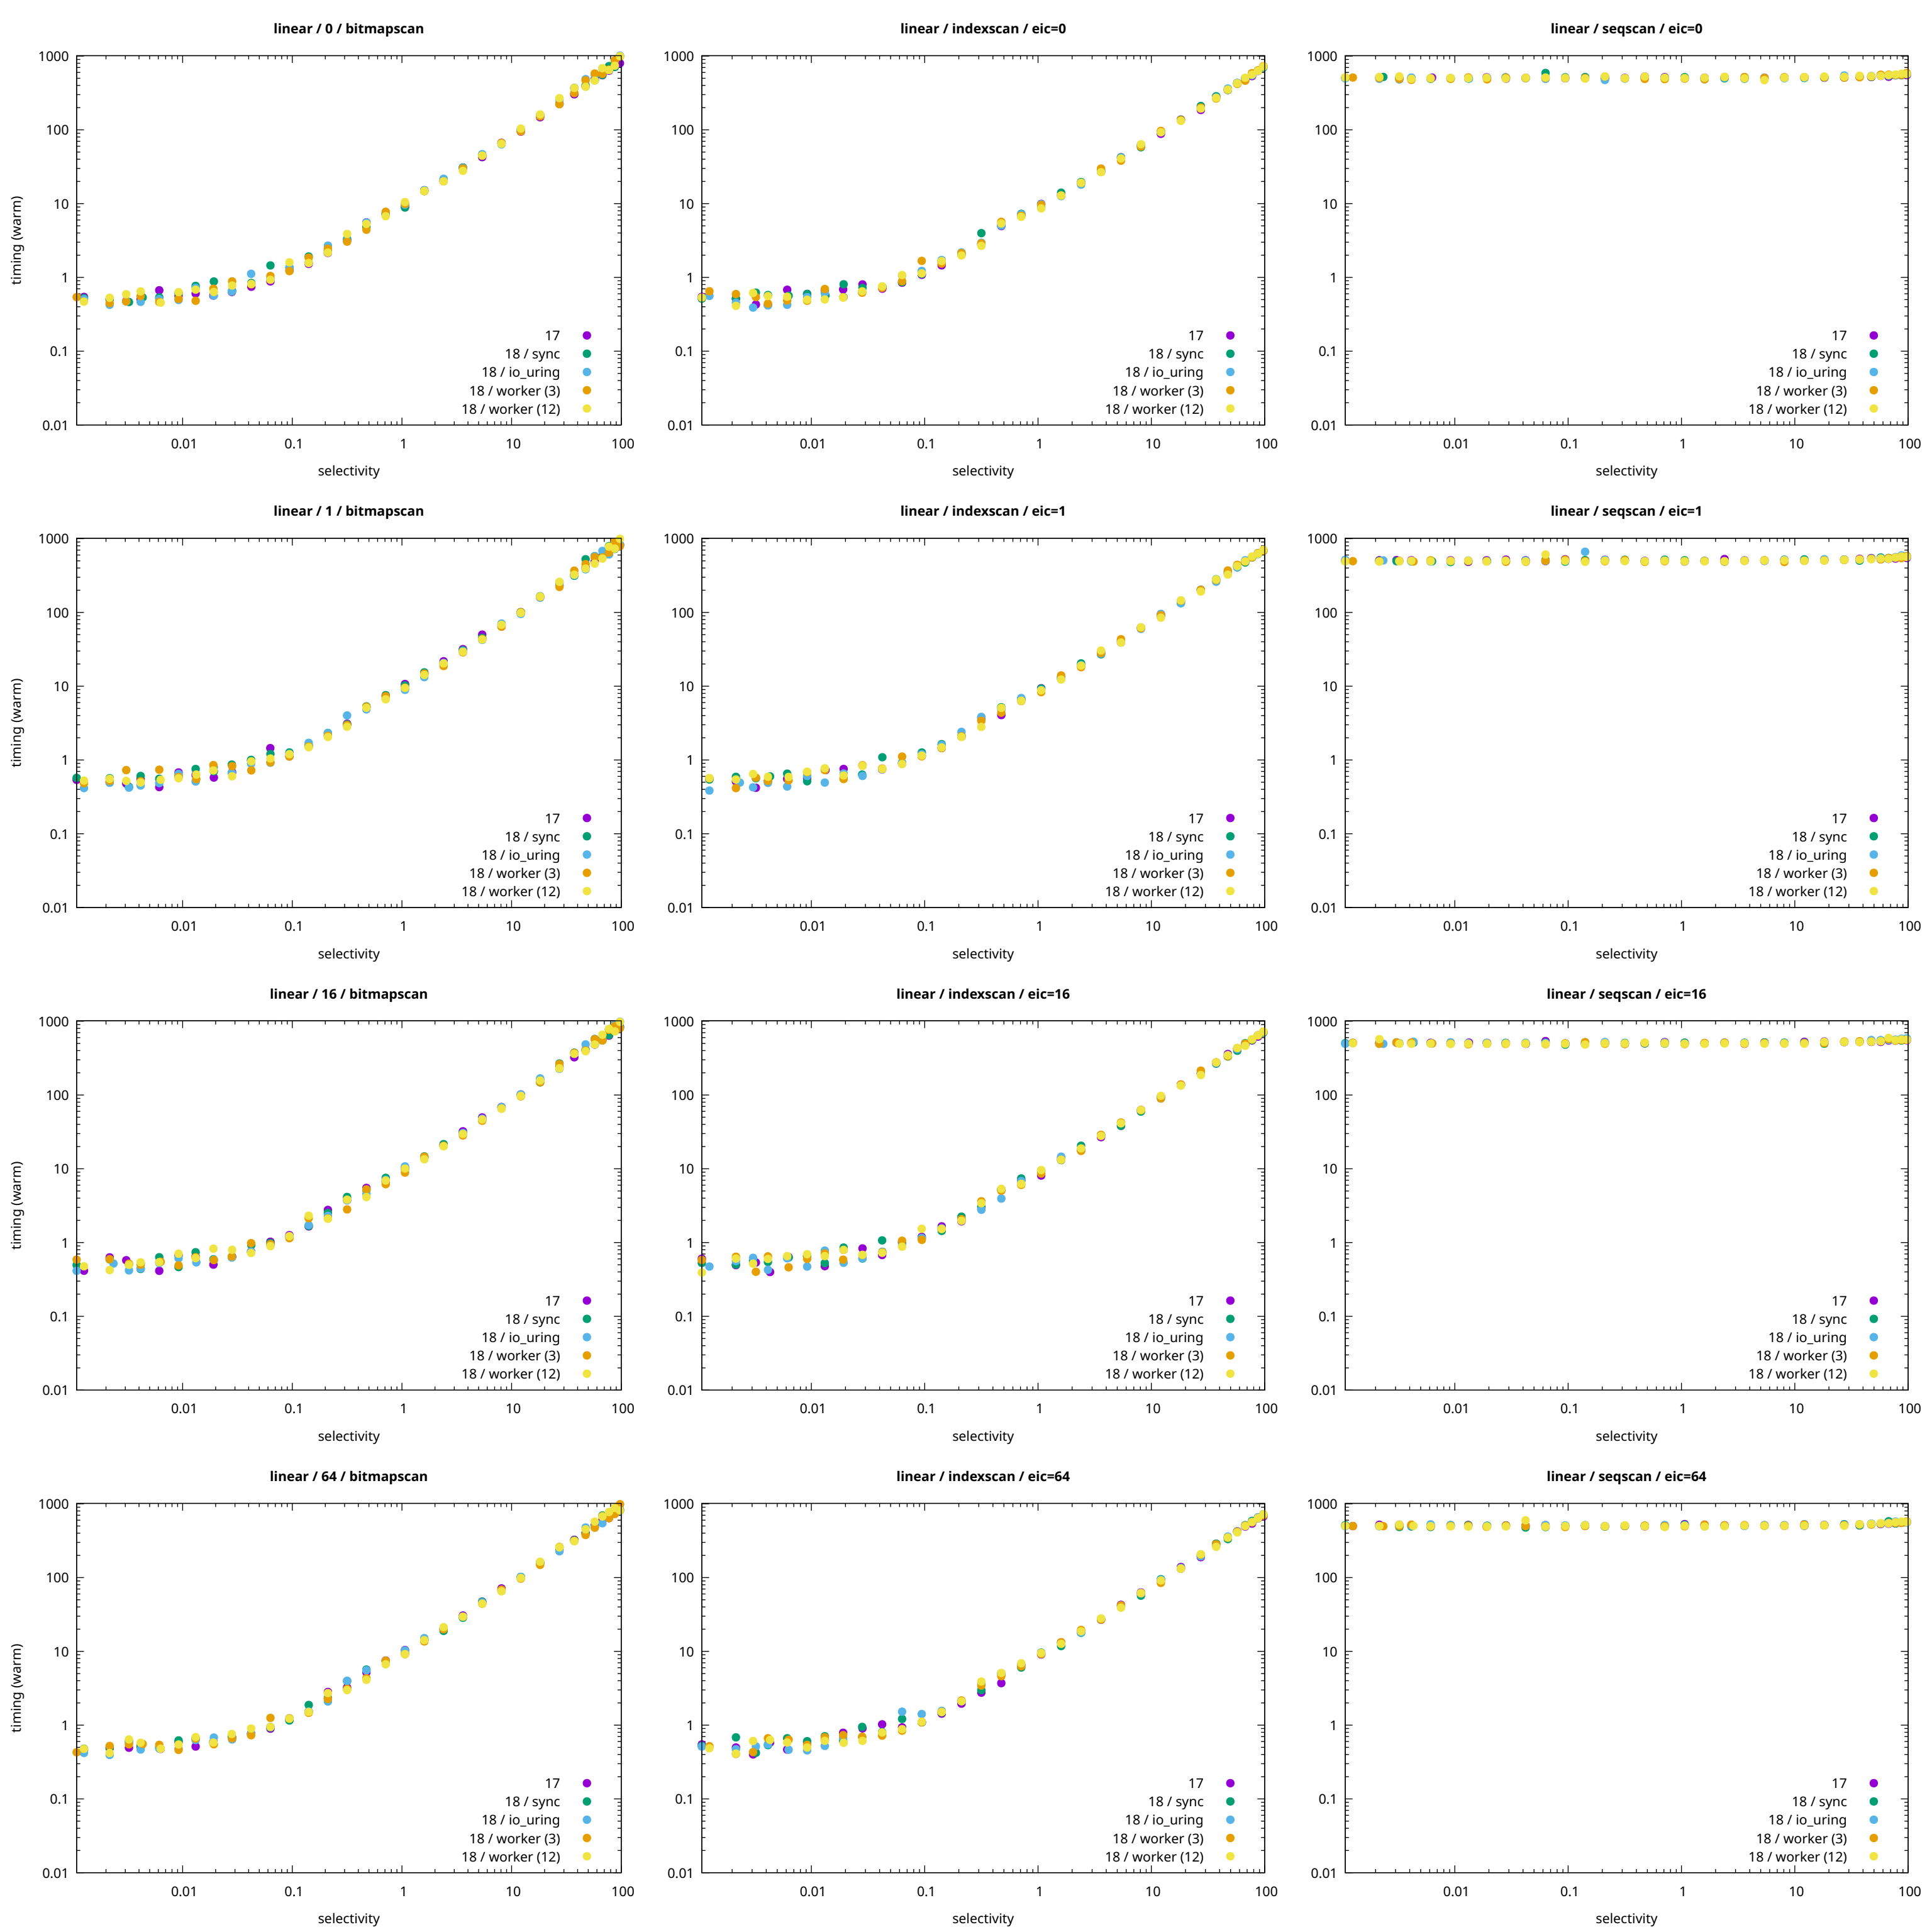 linear / 0 / bitmapscan
timing (warm)
1000
100
10
1
0.1
0.01
17
18 / sync
18 / io_uring
18 / worker (3)
18 / worker (12)
0.01 0.1 1 10 100
selectivity
linear / indexscan / eic=0
1000
100
10
1
0.1
0.01
17
18 / sync
18 / io_uring
18 / worker (3)
18 / worker (12)
0.01 0.1 1 10 100
selectivity
linear / seqscan / eic=0
1000
100
10
1
0.1
0.01
17
18 / sync
18 / io_uring
18 / worker (3)
18 / worker (12)
0.01 0.1 1 10 100
selectivity
linear / 1 / bitmapscan
timing (warm)
1000
100
10
1
0.1
0.01
17
18 / sync
18 / io_uring
18 / worker (3)
18 / worker (12)
0.01 0.1 1 10 100
selectivity
linear / indexscan / eic=1
1000
100
10
1
0.1
0.01
17
18 / sync
18 / io_uring
18 / worker (3)
18 / worker (12)
0.01 0.1 1 10 100
selectivity
linear / seqscan / eic=1
1000
100
10
1
0.1
0.01
17
18 / sync
18 / io_uring
18 / worker (3)
18 / worker (12)
0.01 0.1 1 10 100
selectivity
linear / 16 / bitmapscan
timing (warm)
1000
100
10
1
0.1
0.01
17
18 / sync
18 / io_uring
18 / worker (3)
18 / worker (12)
0.01 0.1 1 10 100
selectivity
linear / indexscan / eic=16
1000
100
10
1
0.1
0.01
17
18 / sync
18 / io_uring
18 / worker (3)
18 / worker (12)
0.01 0.1 1 10 100
selectivity
linear / seqscan / eic=16
1000
100
10
1
0.1
0.01
17
18 / sync
18 / io_uring
18 / worker (3)
18 / worker (12)
0.01 0.1 1 10 100
selectivity
linear / 64 / bitmapscan
timing (warm)
1000
100
10
1
0.1
0.01
17
18 / sync
18 / io_uring
18 / worker (3)
18 / worker (12)
0.01 0.1 1 10 100
selectivity
linear / indexscan / eic=64
1000
100
10
1
0.1
0.01
17
18 / sync
18 / io_uring
18 / worker (3)
18 / worker (12)
0.01 0.1 1 10 100
selectivity
linear / seqscan / eic=64
1000
100
10
1
0.1
0.01
17
18 / sync
18 / io_uring
18 / worker (3)
18 / worker (12)
0.01 0.1 1 10 100
selectivity